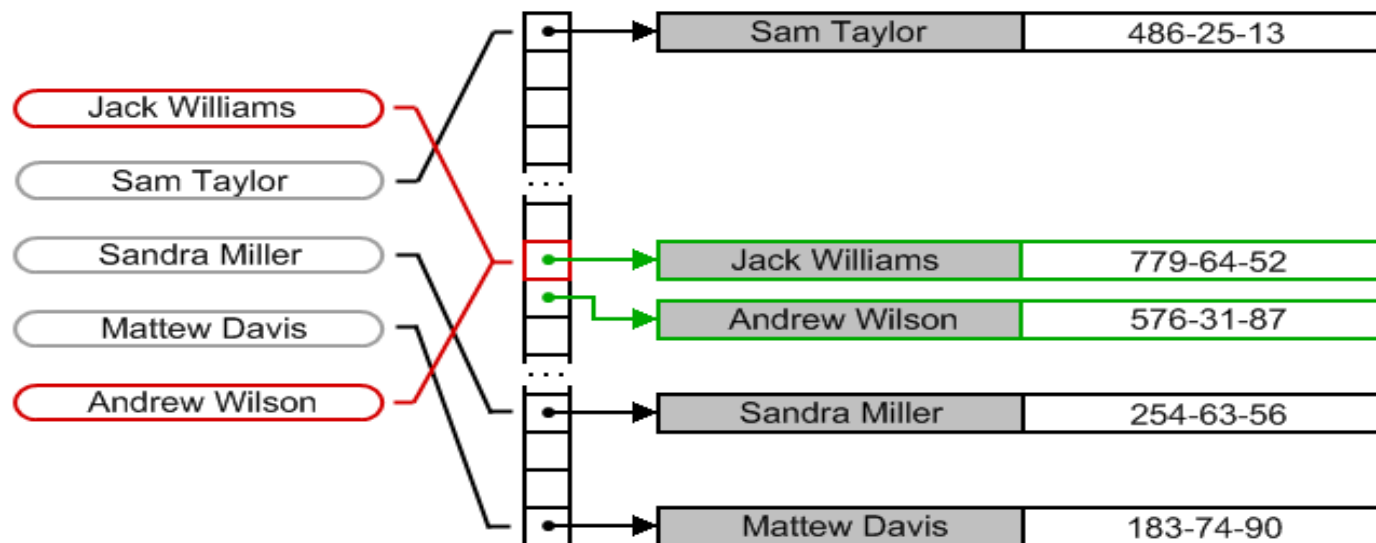 Jack Williams
Sam Taylor
Sandra Miller
Mattew Davis
Andrew Wilson
...
...
Sam Taylor 486-25-13
Jack Williams 779-64-52
Andrew Wilson 576-31-87
Sandra Miller 254-63-56
Mattew Davis 183-74-90